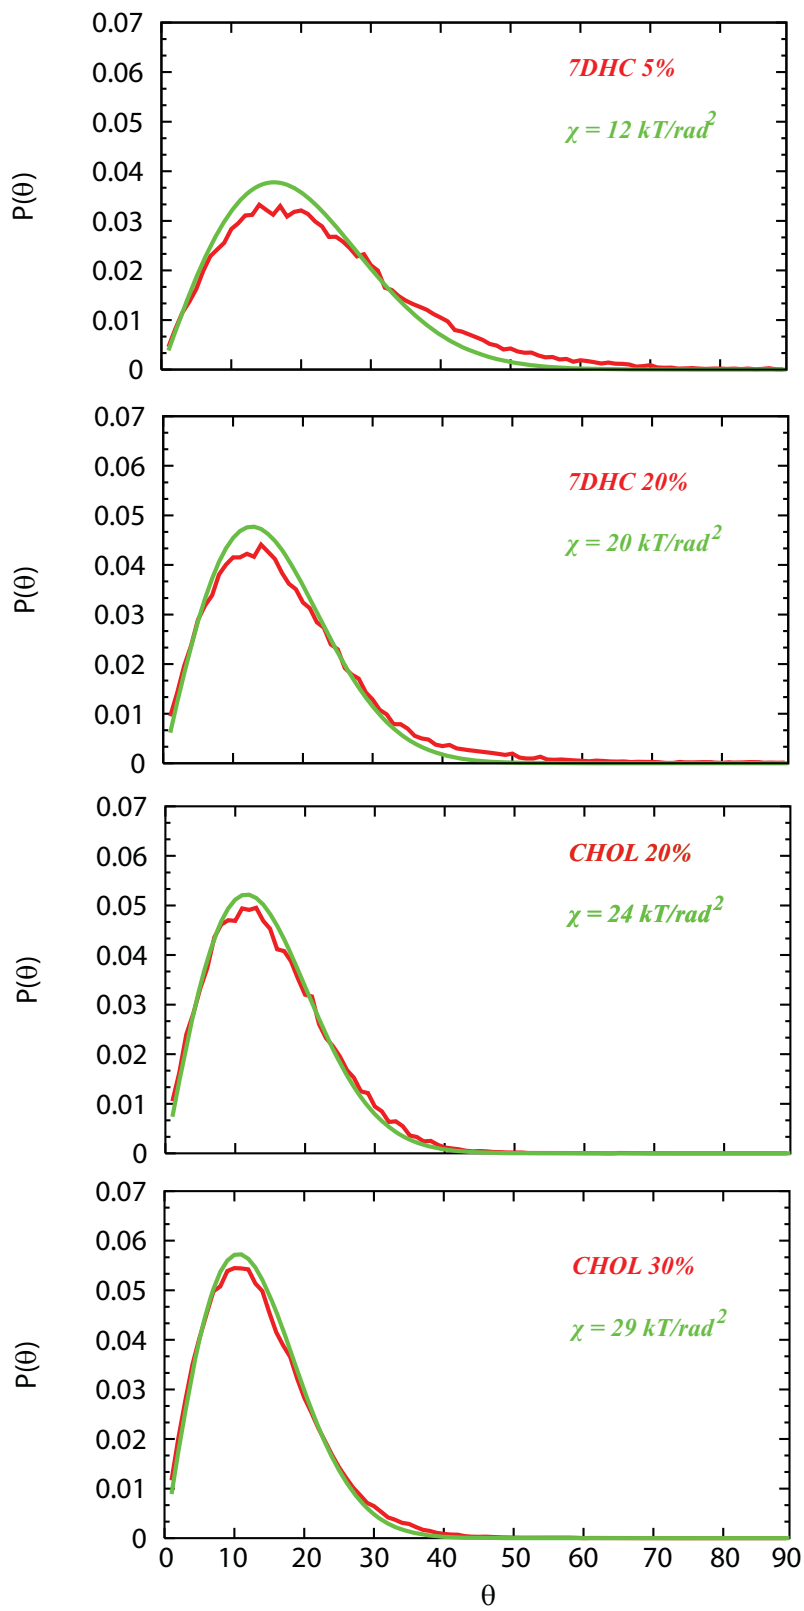 0.07
0.06
0.05
0.04
0.03
0.02
0.01
0
P(θ)
7DHC 5%
χ = 12 kT/rad²
0.07
0.06
0.05
0.04
0.03
0.02
0.01
0
P(θ)
7DHC 20%
χ = 20 kT/rad²
0.07
0.06
0.05
0.04
0.03
0.02
0.01
0
P(θ)
CHOL 20%
χ = 24 kT/rad²
0.07
0.06
0.05
0.04
0.03
0.02
0.01
0
P(θ)
CHOL 30%
χ = 29 kT/rad²
0 10 20 30 40 50 60 70 80 90
θ